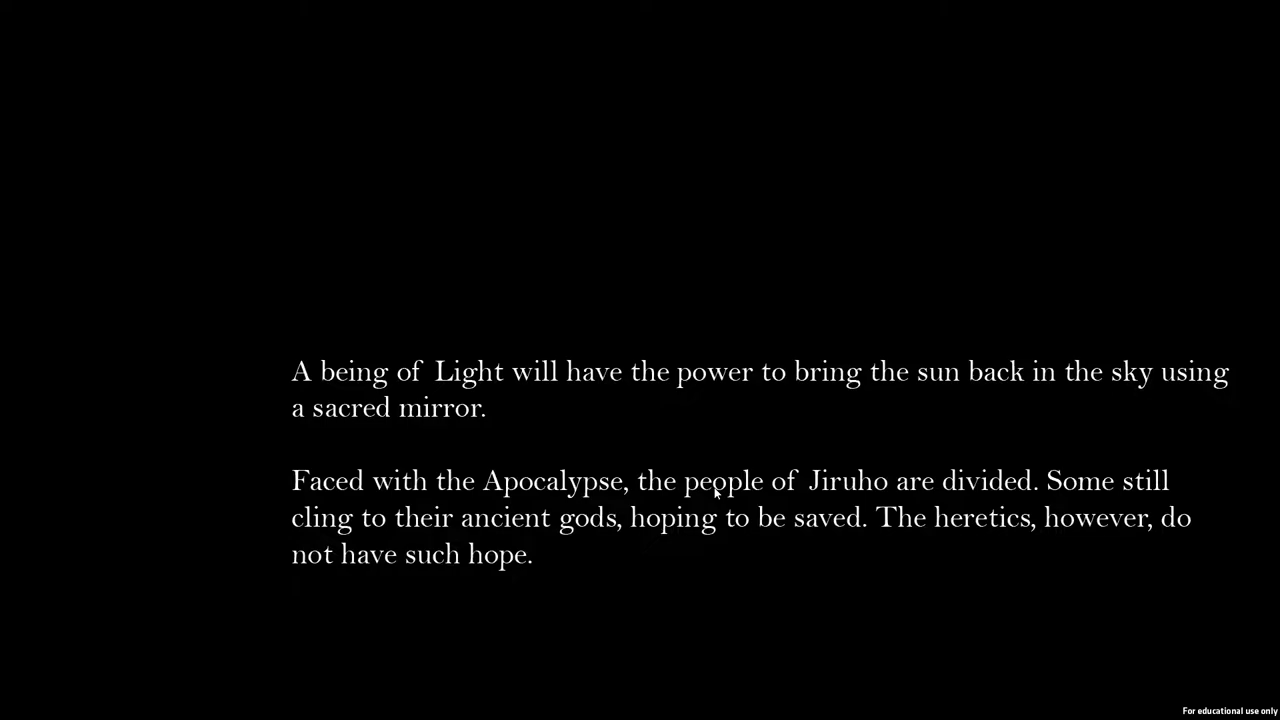 A being of Light will have the power to bring the sun back in the sky using
a sacred mirror.
Faced with the Apocalypse, the people of Jiruho are divided. Some still
cling to their ancient gods, hoping to be saved. The heretics, however, do
not have such hope.
For educational use only